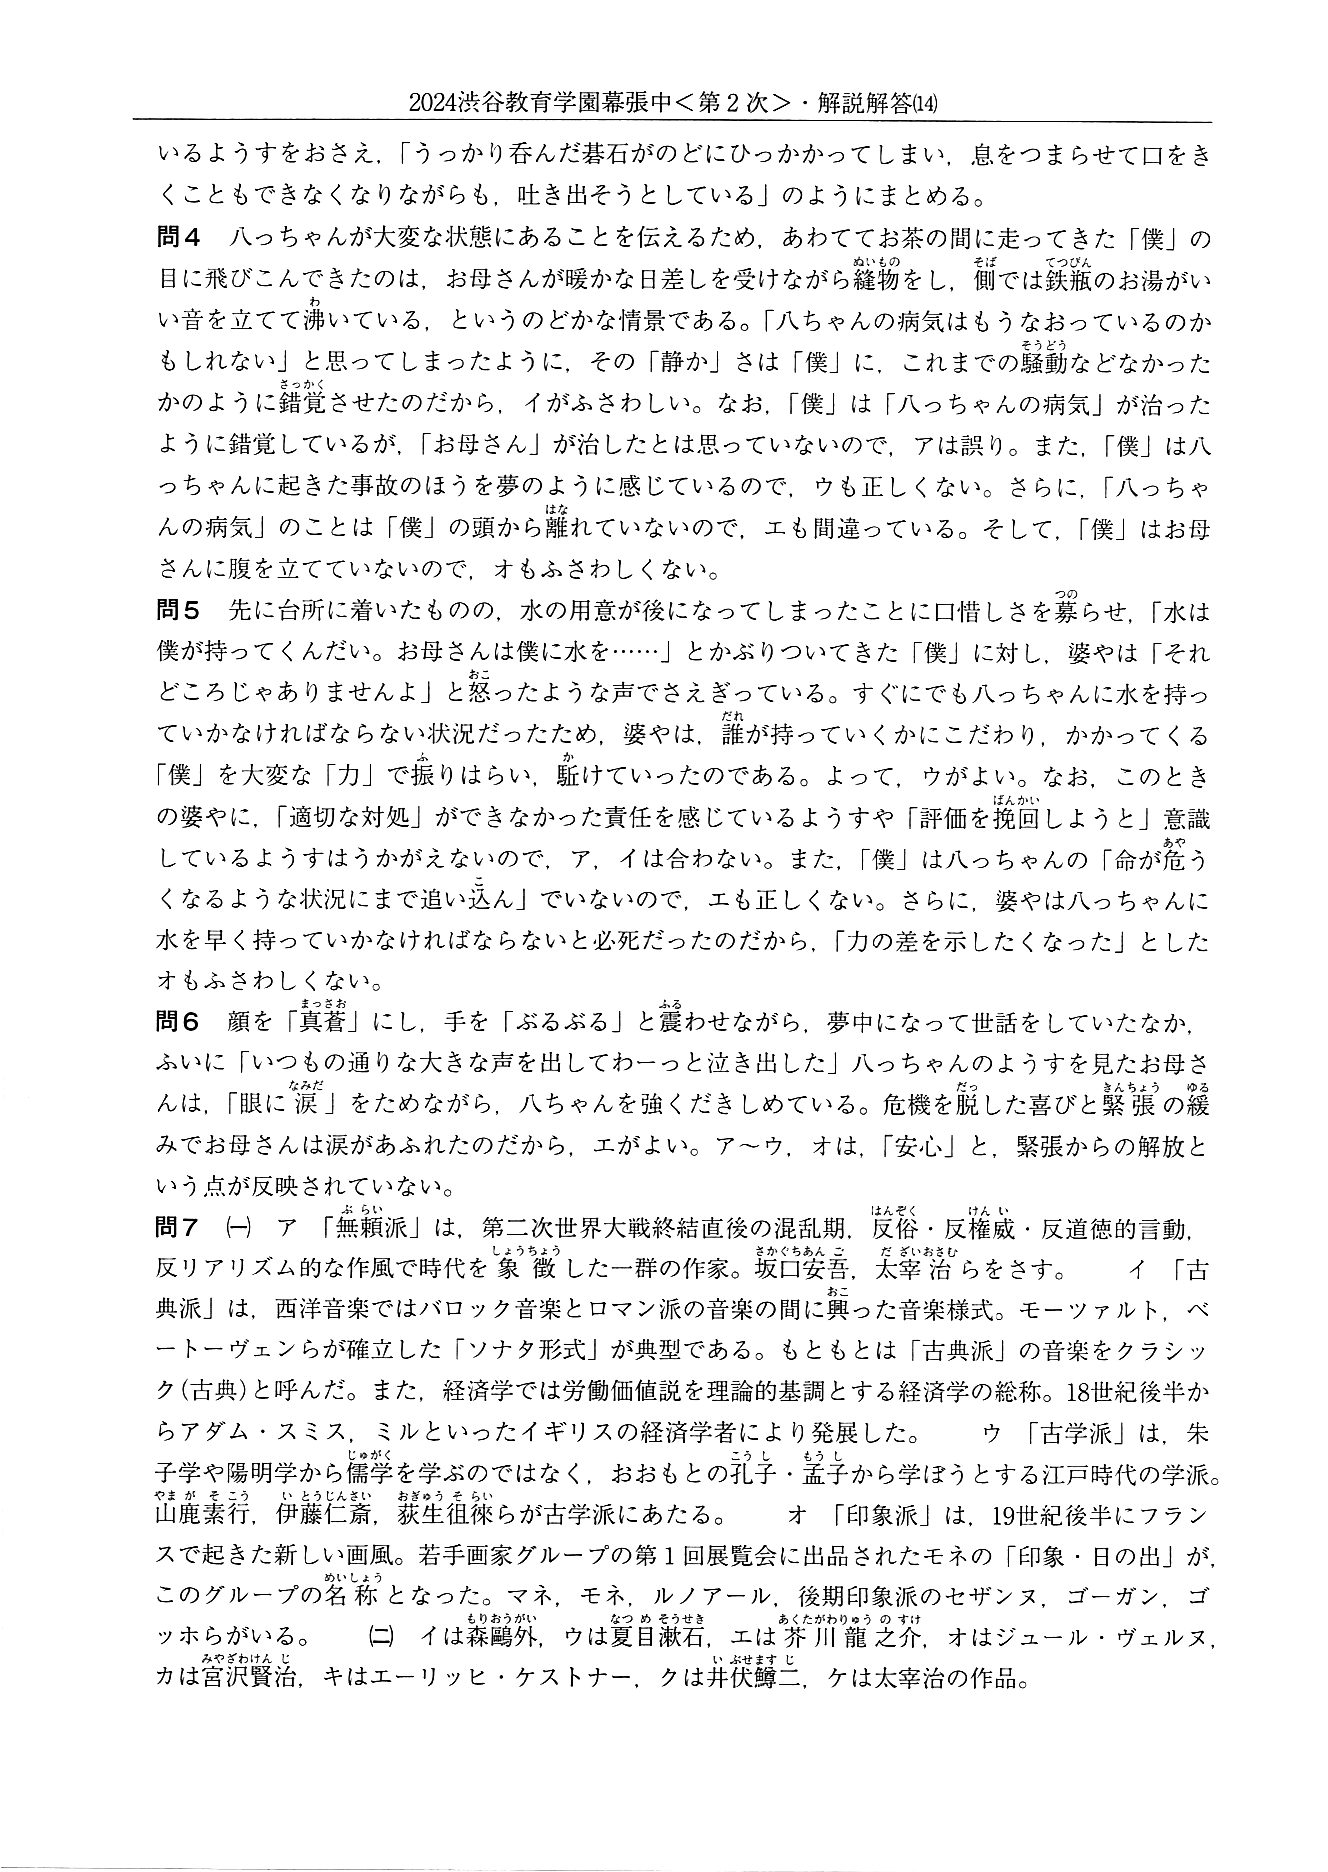 2024渋谷教育学園幕張中＜第2次＞・解説解答⒁
いるようすをおさえ，「うっかり呑んだ碁石がのどにひっかかってしまい，息をつまらせて口をき
くこともできなくなりながらも，吐き出そうとしている」のようにまとめる。
問4　八っちゃんが大変な状態にあることを伝えるため，あわててお茶の間に走ってきた「僕」の
目に飛びこんできたのは，お母さんが暖かな日差しを受けながら縫物をし，側では鉄瓶のお湯がい
い音を立てて沸いている，というのどかな情景である。「八ちゃんの病気はもうなおっているのか
もしれない」と思ってしまったように，その「静か」さは「僕」に，これまでの騒動などなかった
かのように錯覚させたのだから，イがふさわしい。なお，「僕」は「八っちゃんの病気」が治った
ように錯覚しているが，「お母さん」が治したとは思っていないので，アは誤り。また，「僕」は八
っちゃんに起きた事故のほうを夢のように感じているので，ウも正しくない。さらに，「八っちゃ
んの病気」のことは「僕」の頭から離れていないので，エも間違っている。そして，「僕」はお母
さんに腹を立てていないので，オもふさわしくない。
問5　先に台所に着いたものの，水の用意が後になってしまったことに口惜しさを募らせ，「水は
僕が持ってくんだい。お母さんは僕に水を……」とかぶりついてきた「僕」に対し，婆やは「それ
どころじゃありませんよ」と怒ったような声でさえぎっている。すぐにでも八っちゃんに水を持っ
ていかなければならない状況だったため，婆やは，誰が持っていくかにこだわり，かかってくる
「僕」を大変な「力」で振りはらい，駈けていったのである。よって，ウがよい。なお，このとき
の婆やに，「適切な対処」ができなかった責任を感じているようすや「評価を挽回しようと」意識
しているようすはうかがえないので，ア，イは合わない。また，「僕」は八っちゃんの「命が危う
くなるような状況にまで追い込ん」でいないので，エも正しくない。さらに，婆やは八っちゃんに
水を早く持っていかなければならないと必死だったのだから，「力の差を示したくなった」とした
オもふさわしくない。
問6　顔を「真蒼」にし，手を「ぶるぶる」と震わせながら，夢中になって世話をしていたなか，
ふいに「いつもの通りな大きな声を出してわーっと泣き出した」八っちゃんのようすを見たお母さ
んは，「眼に涙」をためながら，八ちゃんを強くだきしめている。危機を脱した喜びと緊張の緩
みでお母さんは涙があふれたのだから，エがよい。ア～ウ，オは，「安心」と，緊張からの解放と
いう点が反映されていない。
問7　㈠　ア　「無頼派」は，第二次世界大戦終結直後の混乱期，反俗・反権威・反道徳的言動，
反リアリズム的な作風で時代を象徴した一群の作家。坂口安吾，太宰治らをさす。　イ　「古
典派」は，西洋音楽ではバロック音楽とロマン派の音楽の間に興った音楽様式。モーツァルト，ベ
ートーヴェンらが確立した「ソナタ形式」が典型である。もともとは「古典派」の音楽をクラシッ
ク(古典)と呼んだ。また，経済学では労働価値説を理論的基調とする経済学の総称。18世紀後半か
らアダム・スミス，ミルといったイギリスの経済学者により発展した。　ウ　「古学派」は，朱
子学や陽明学から儒学を学ぶのではなく，おおもとの孔子・孟子から学ぼうとする江戸時代の学派。
山鹿素行，伊藤仁斎，荻生徂徠らが古学派にあたる。　オ　「印象派」は，19世紀後半にフラン
スで起きた新しい画風。若手画家グループの第1回展覧会に出品されたモネの「印象・日の出」が，
このグループの名称となった。マネ，モネ，ルノアール，後期印象派のセザンヌ，ゴーガン，ゴ
ッホらがいる。　㈡　イは森鷗外，ウは夏目漱石，エは芥川龍之介，オはジュール・ヴェルヌ，
カは宮沢賢治，キはエーリッヒ・ケストナー，クは井伏鱒二，ケは太宰治の作品。